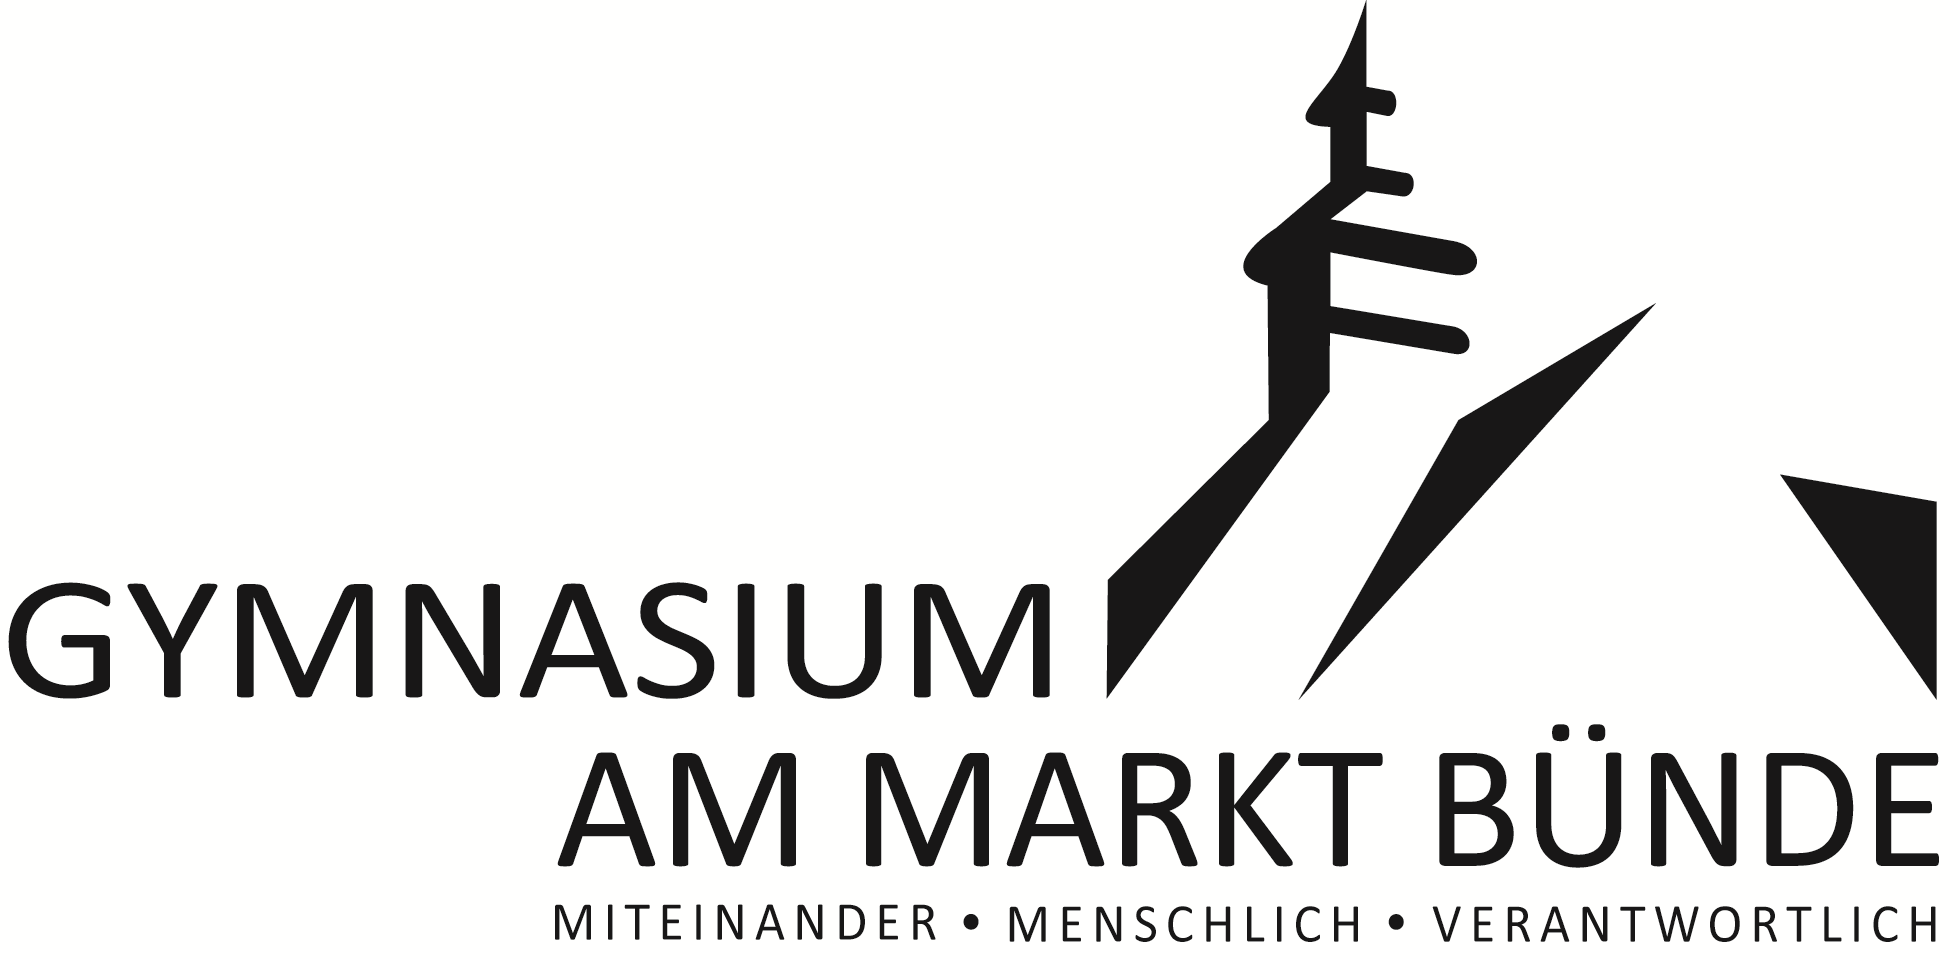 GYMNASIUM
AM MARKT BÜNDE
MITEINANDER • MENSCHLICH • VERANTWORTLICH